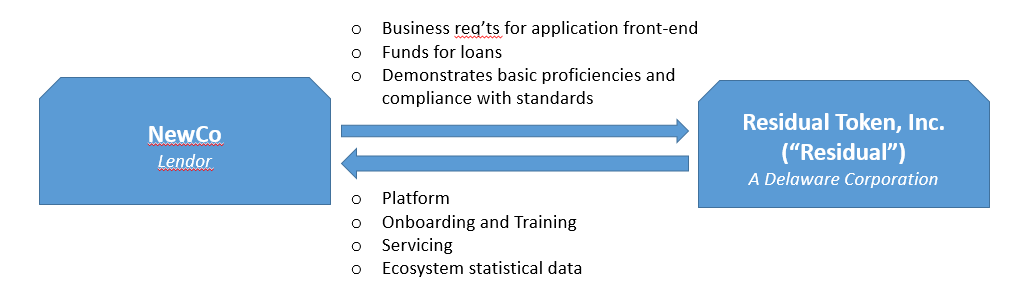 o Business req’ts for application front-end
o Funds for loans
o Demonstrates basic proficiencies and
compliance with standards
NewCo
Lendor
Residual Token, Inc.
(“Residual”)
A Delaware Corporation
o Platform
o Onboarding and Training
o Servicing
o Ecosystem statistical data